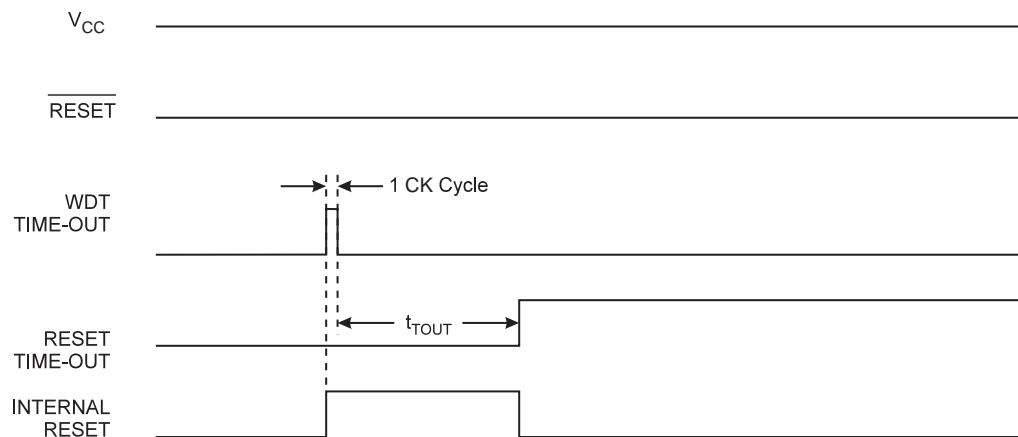 VCC
RESET
1 CK Cycle
WDT
TIME-OUT
tTOUT
RESET
TIME-OUT
INTERNAL
RESET